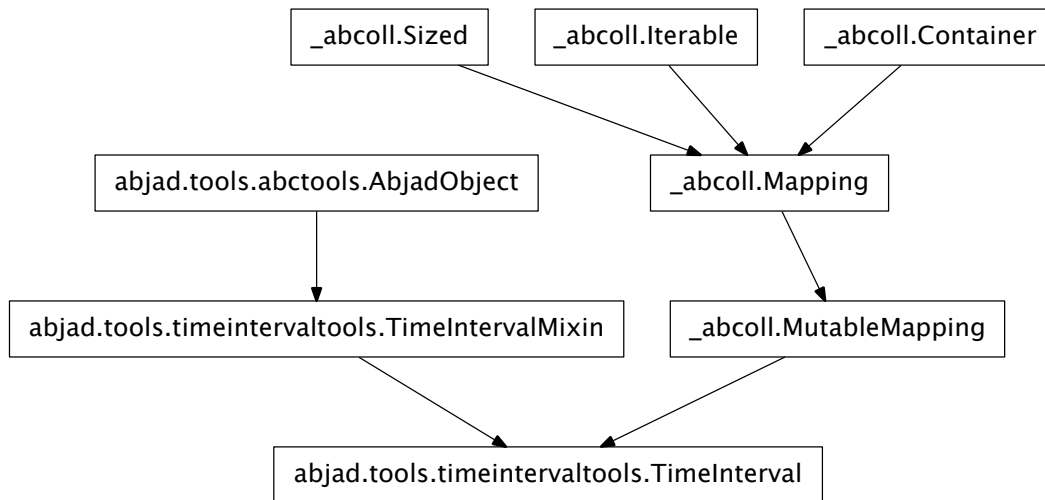 _abcoll.Sized
_abcoll.Iterable
_abcoll.Container
abjad.tools.abctools.AbjadObject
_abcoll.Mapping
abjad.tools.timeintervaltools.TimeIntervalMixin
_abcoll.MutableMapping
abjad.tools.timeintervaltools.TimeInterval